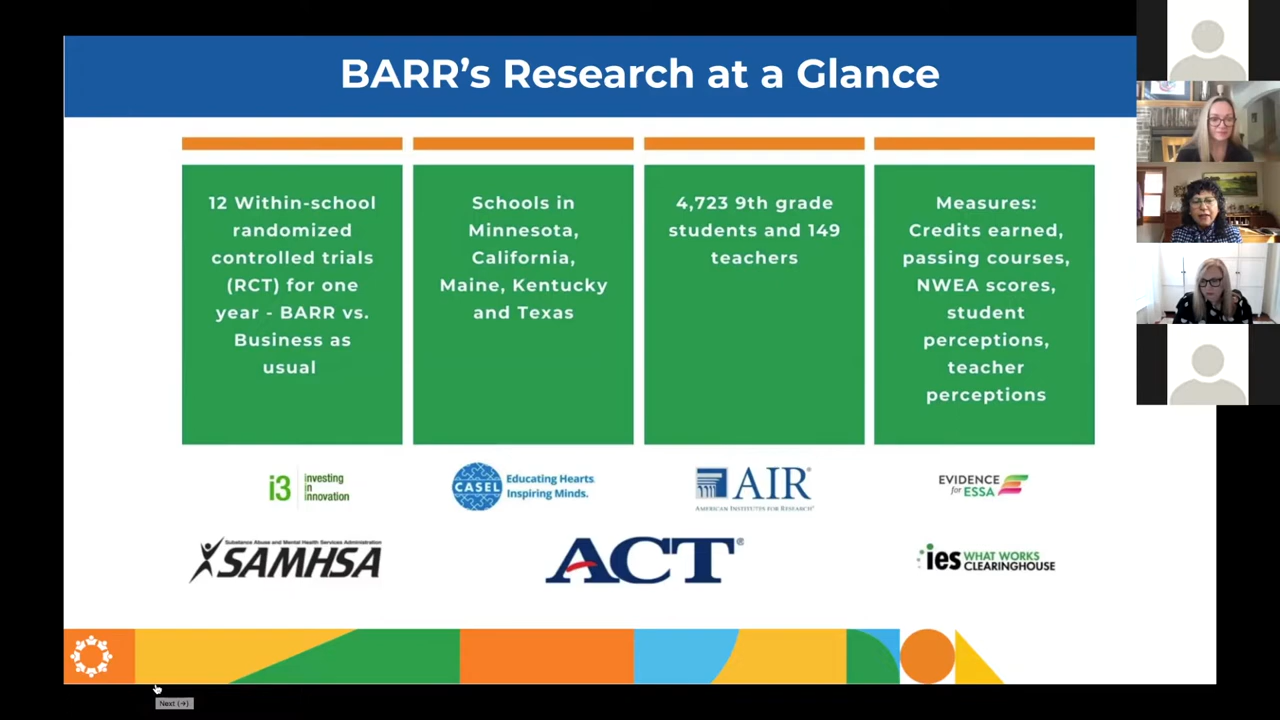 BARR's Research at a Glance
12 Within-school
randomized
controlled trials
(RCT) for one
year - BARR vs.
Business as
usual
Schools in
Minnesota,
California,
Maine, Kentucky
and Texas
4,723 9th grade
students and 149
teachers
Measures:
Credits earned,
passing courses,
NWEA scores,
student
perceptions,
teacher
perceptions
i3 investing
in
innovation
CASEL Educating Hearts.
Inspiring Minds.
AIR®
AMERICAN INSTITUTES FOR RESEARCH®
EVIDENCE
for ESSA
Substance Abuse and Mental Health Services Administration
SAMHSA
ACT®
ies WHAT WORKS
CLEARINGHOUSE
Next (→)